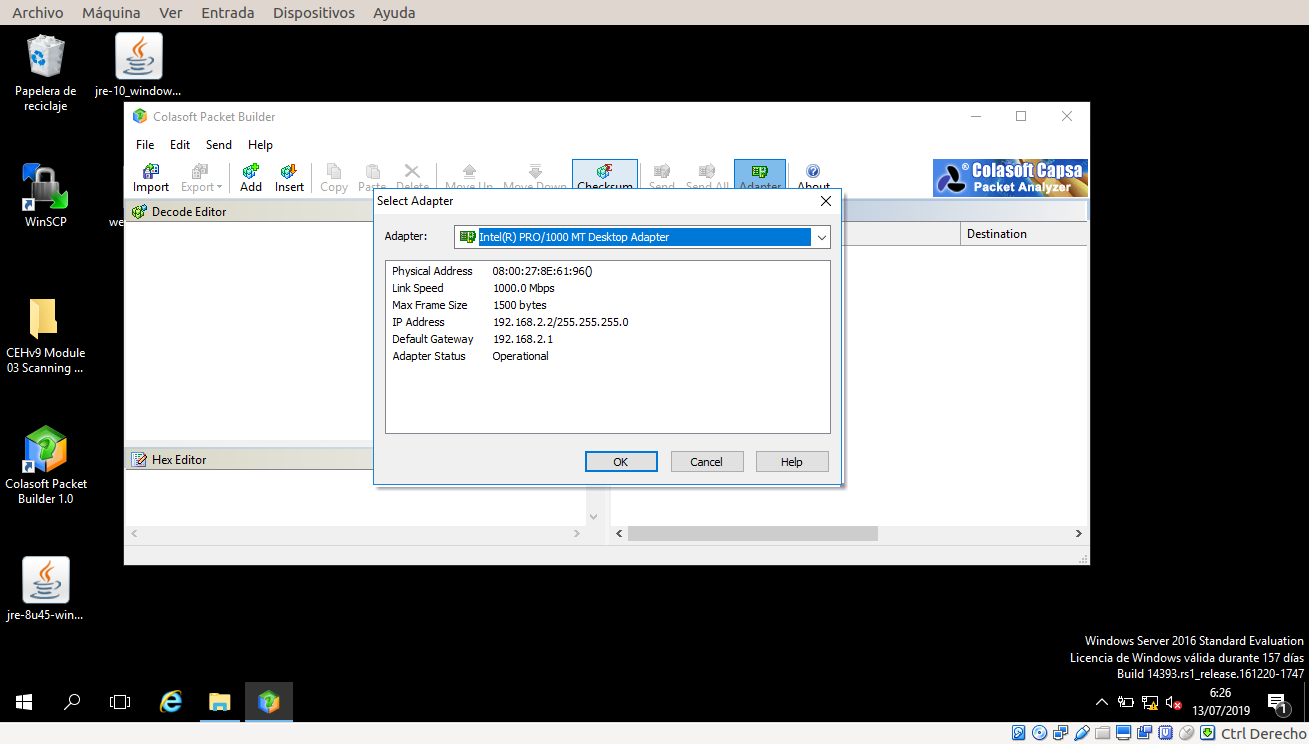 Archivo Máquina Ver Entrada Dispositivos Ayuda
Papelera de
reciclaje
jre-10_window...
WinSCP
we
CEHv9 Module
03 Scanning ...
Colasoft Packet
Builder 1.0
jre-8u45-win...
Colasoft Packet Builder
File Edit Send Help
Import Export Add Insert Copy Paste Delete Move Up Move Down Checksum Send Send All Adapter About
® Colasoft Capsa
Packet Analyzer
Decode Editor
Destination
Select Adapter
Adapter: Intel(R) PRO/1000 MT Desktop Adapter
Physical Address 08:00:27:8E:61:96()
Link Speed 1000.0 Mbps
Max Frame Size 1500 bytes
IP Address 192.168.2.2/255.255.255.0
Default Gateway 192.168.2.1
Adapter Status Operational
OK Cancel Help
Hex Editor
Windows Server 2016 Standard Evaluation
Licencia de Windows válida durante 157 días
Build 14393.rs1_release.161220-1747
6:26
13/07/2019
1
Ctrl Derecho